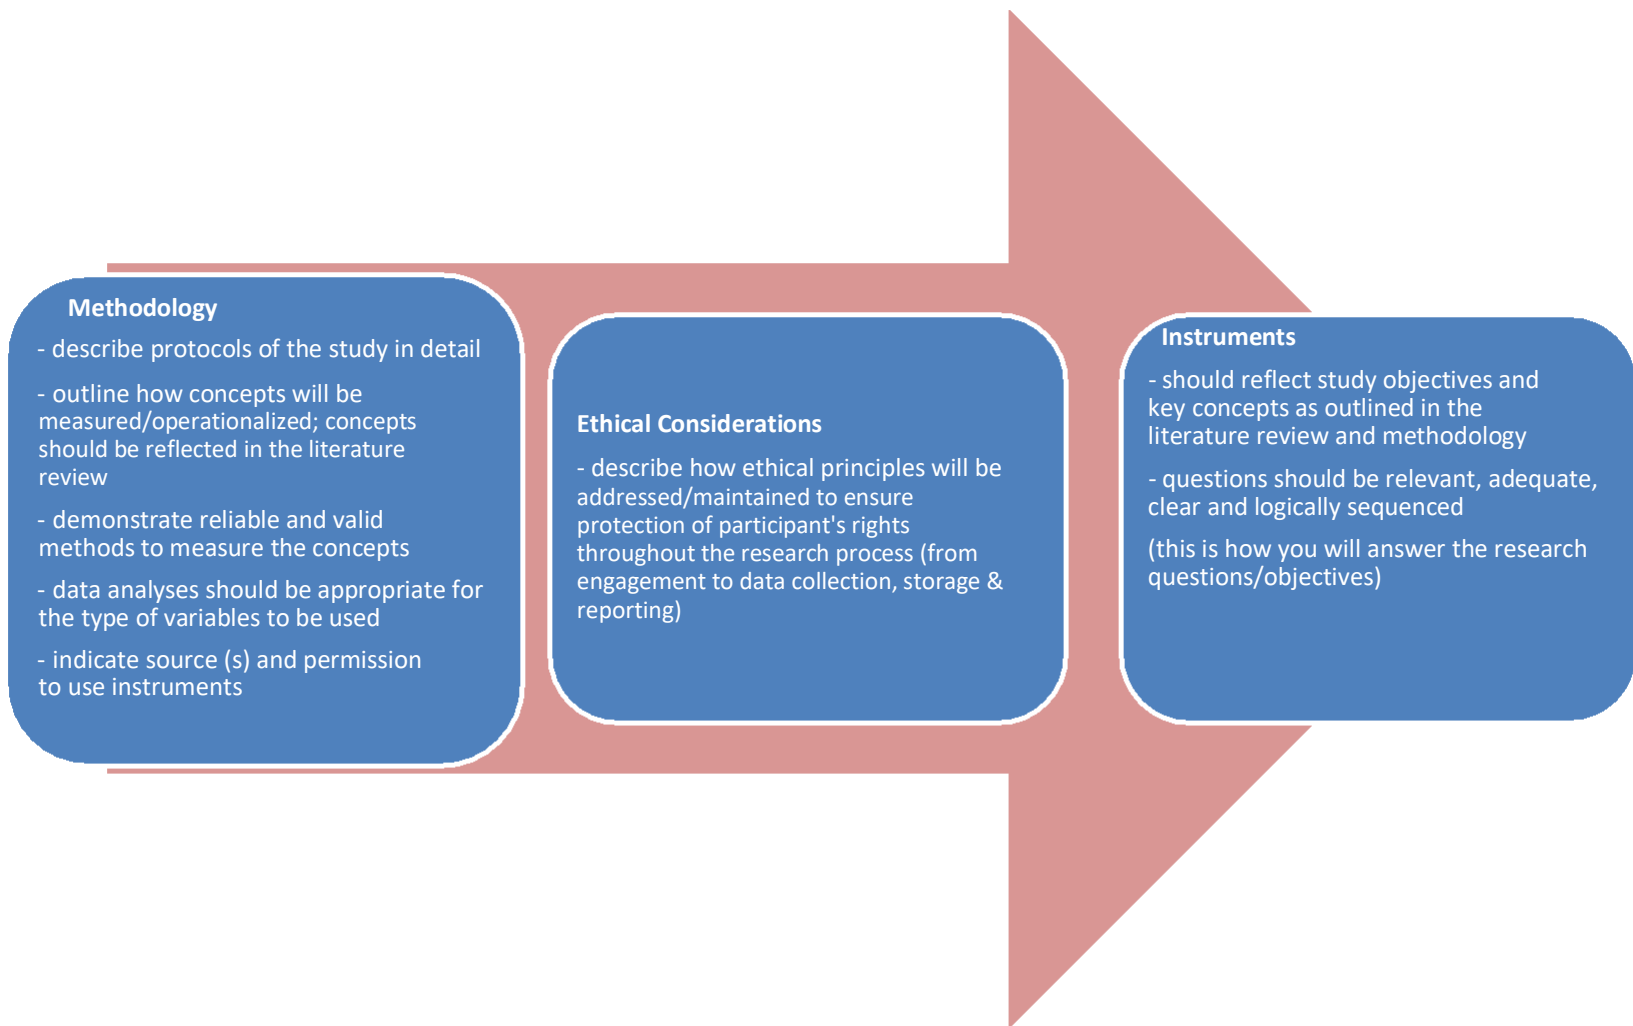 Methodology
- describe protocols of the study in detail
- outline how concepts will be
measured/operationalized; concepts
should be reflected in the literature
review
- demonstrate reliable and valid
methods to measure the concepts
- data analyses should be appropriate for
the type of variables to be used
- indicate source (s) and permission
to use instruments
Ethical Considerations
- describe how ethical principles will be
addressed/maintained to ensure
protection of participant's rights
throughout the research process (from
engagement to data collection, storage &
reporting)
Instruments
- should reflect study objectives and
key concepts as outlined in the
literature review and methodology
- questions should be relevant, adequate,
clear and logically sequenced
(this is how you will answer the research
questions/objectives)